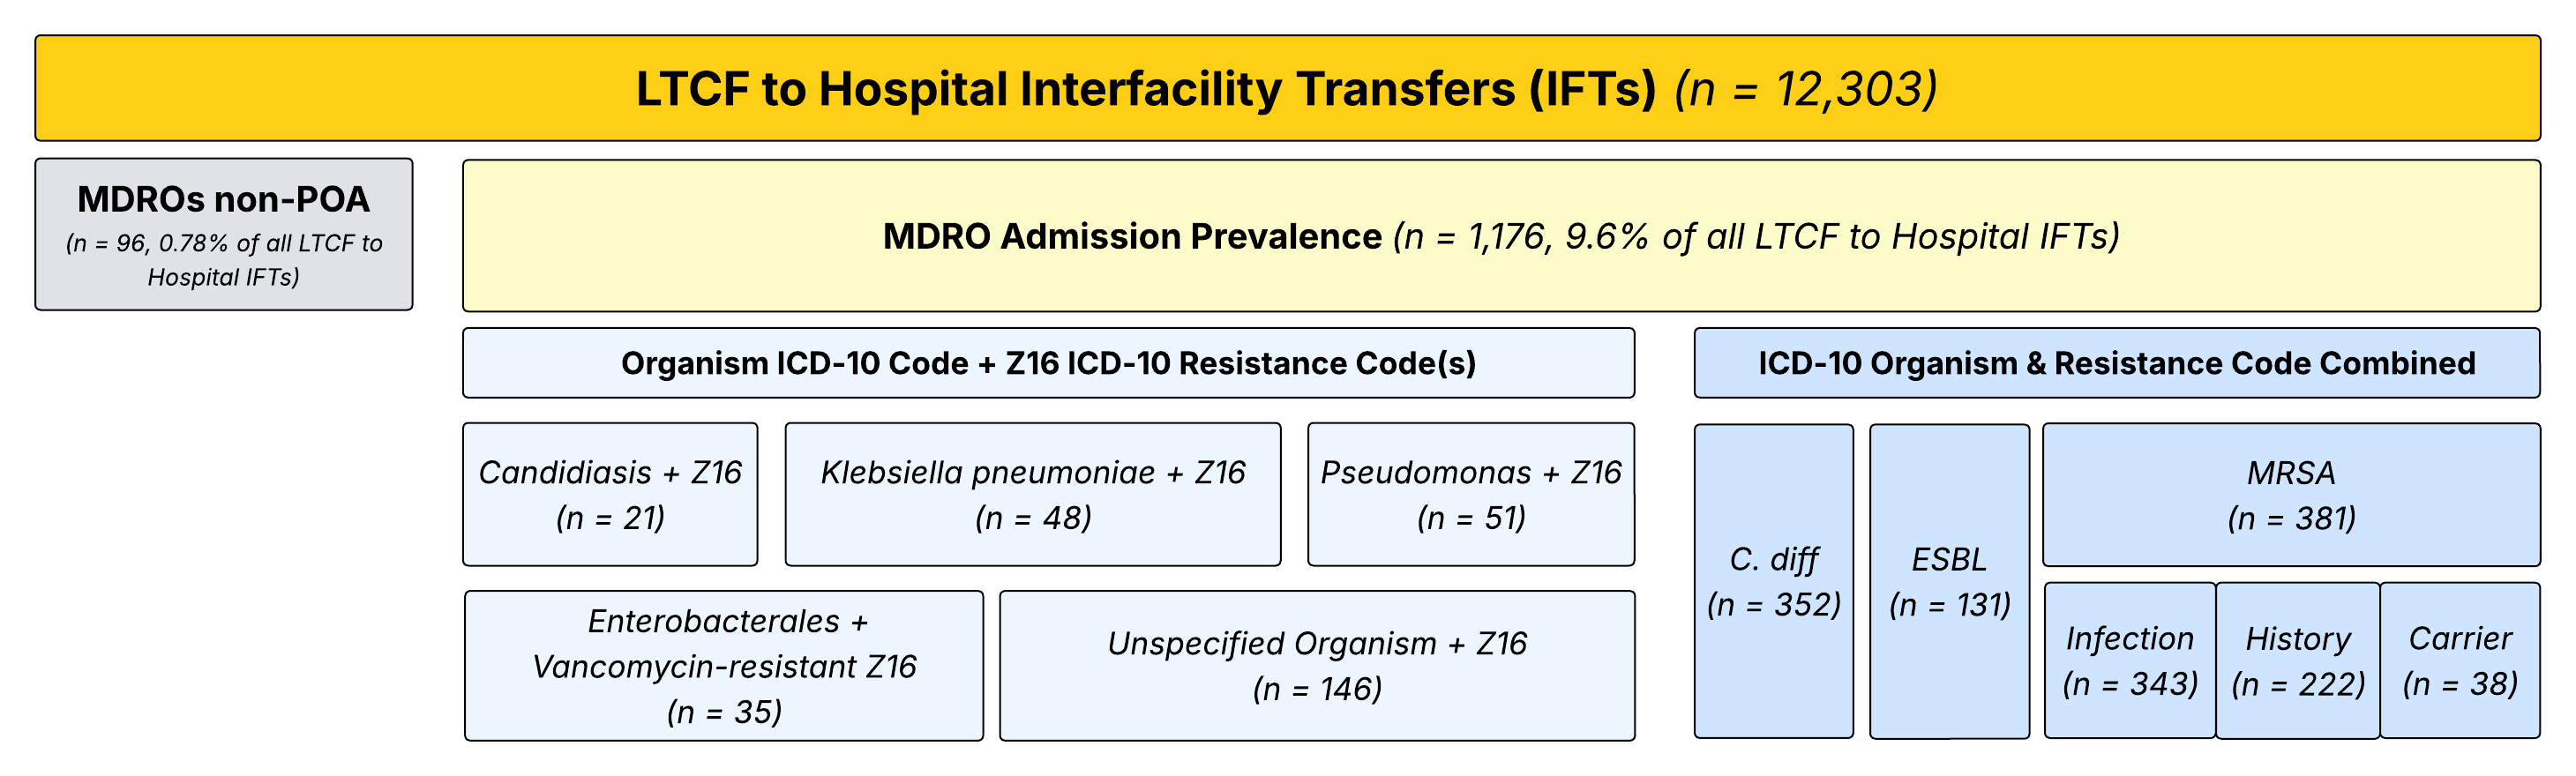 LTCF to Hospital Interfacility Transfers (IFTs) (n = 12,303)
MDROs non-POA
(n = 96, 0.78% of all LTCF to
Hospital IFTs)
MDRO Admission Prevalence (n = 1,176, 9.6% of all LTCF to Hospital IFTs)
Organism ICD-10 Code + Z16 ICD-10 Resistance Code(s)
ICD-10 Organism & Resistance Code Combined
Candidiasis + Z16
(n = 21)
Klebsiella pneumoniae + Z16
(n = 48)
Pseudomonas + Z16
(n = 51)
Enterobacterales +
Vancomycin-resistant Z16
(n = 35)
Unspecified Organism + Z16
(n = 146)
C. diff
(n = 352)
ESBL
(n = 131)
MRSA
(n = 381)
Infection
(n = 343)
History
(n = 222)
Carrier
(n = 38)